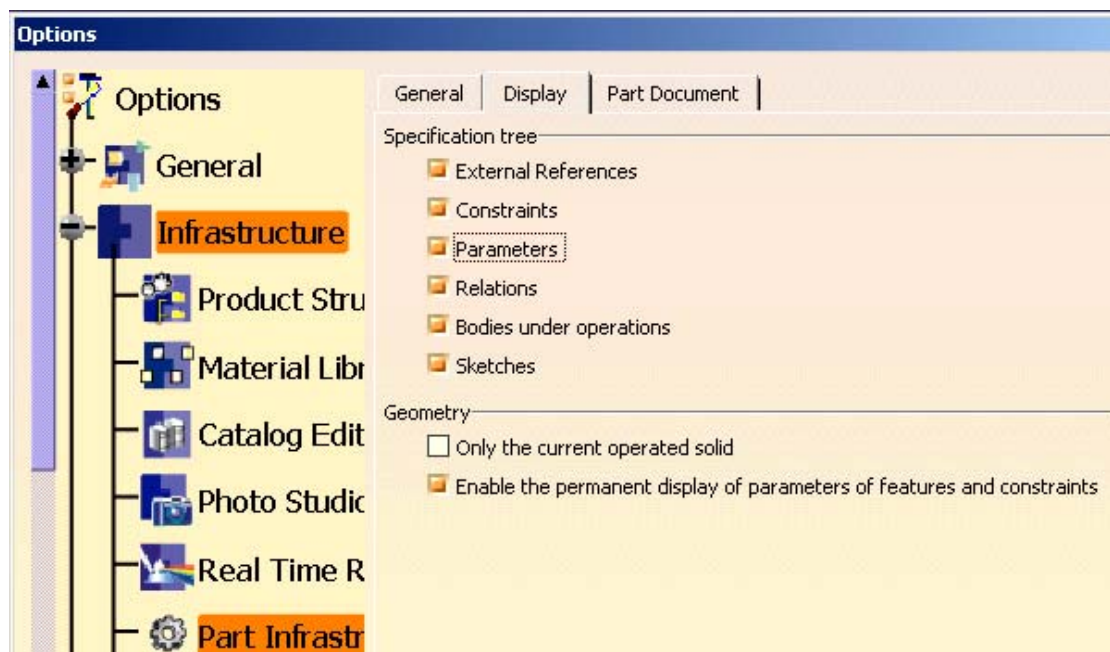 Options
Options
General
Infrastructure
Product Stru
Material Libr
Catalog Edit
Photo Studic
Real Time R
Part Infrastr
General Display Part Document
Specification tree
External References
Constraints
Parameters
Relations
Bodies under operations
Sketches
Geometry
Only the current operated solid
Enable the permanent display of parameters of features and constraints